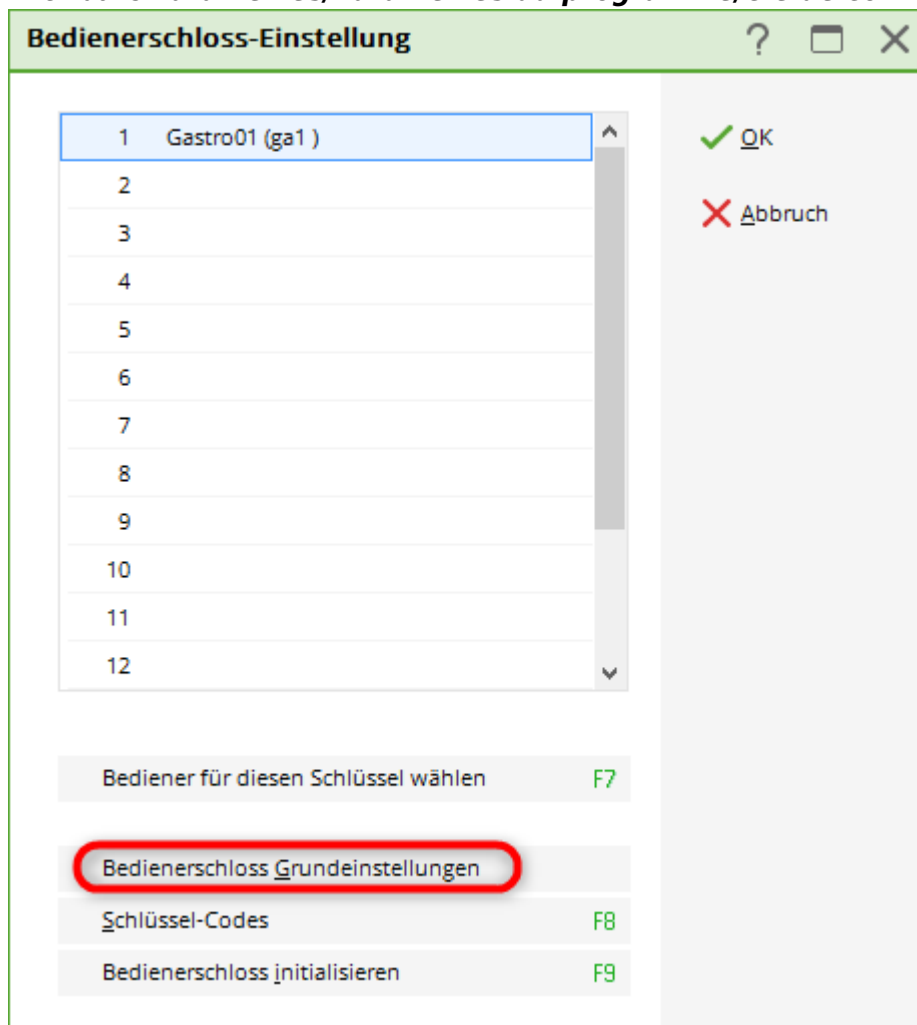 Bedienerschloss-Einstellung
1 Gastro01 (ga1 )
OK
2
Abbruch
3
4
5
6
7
8
9
10
11
12
Bediener für diesen Schlüssel wählen F7
Bedienerschloss Grundeinstellungen
Schlüssel-Codes F8
Bedienerschloss initialisieren F9